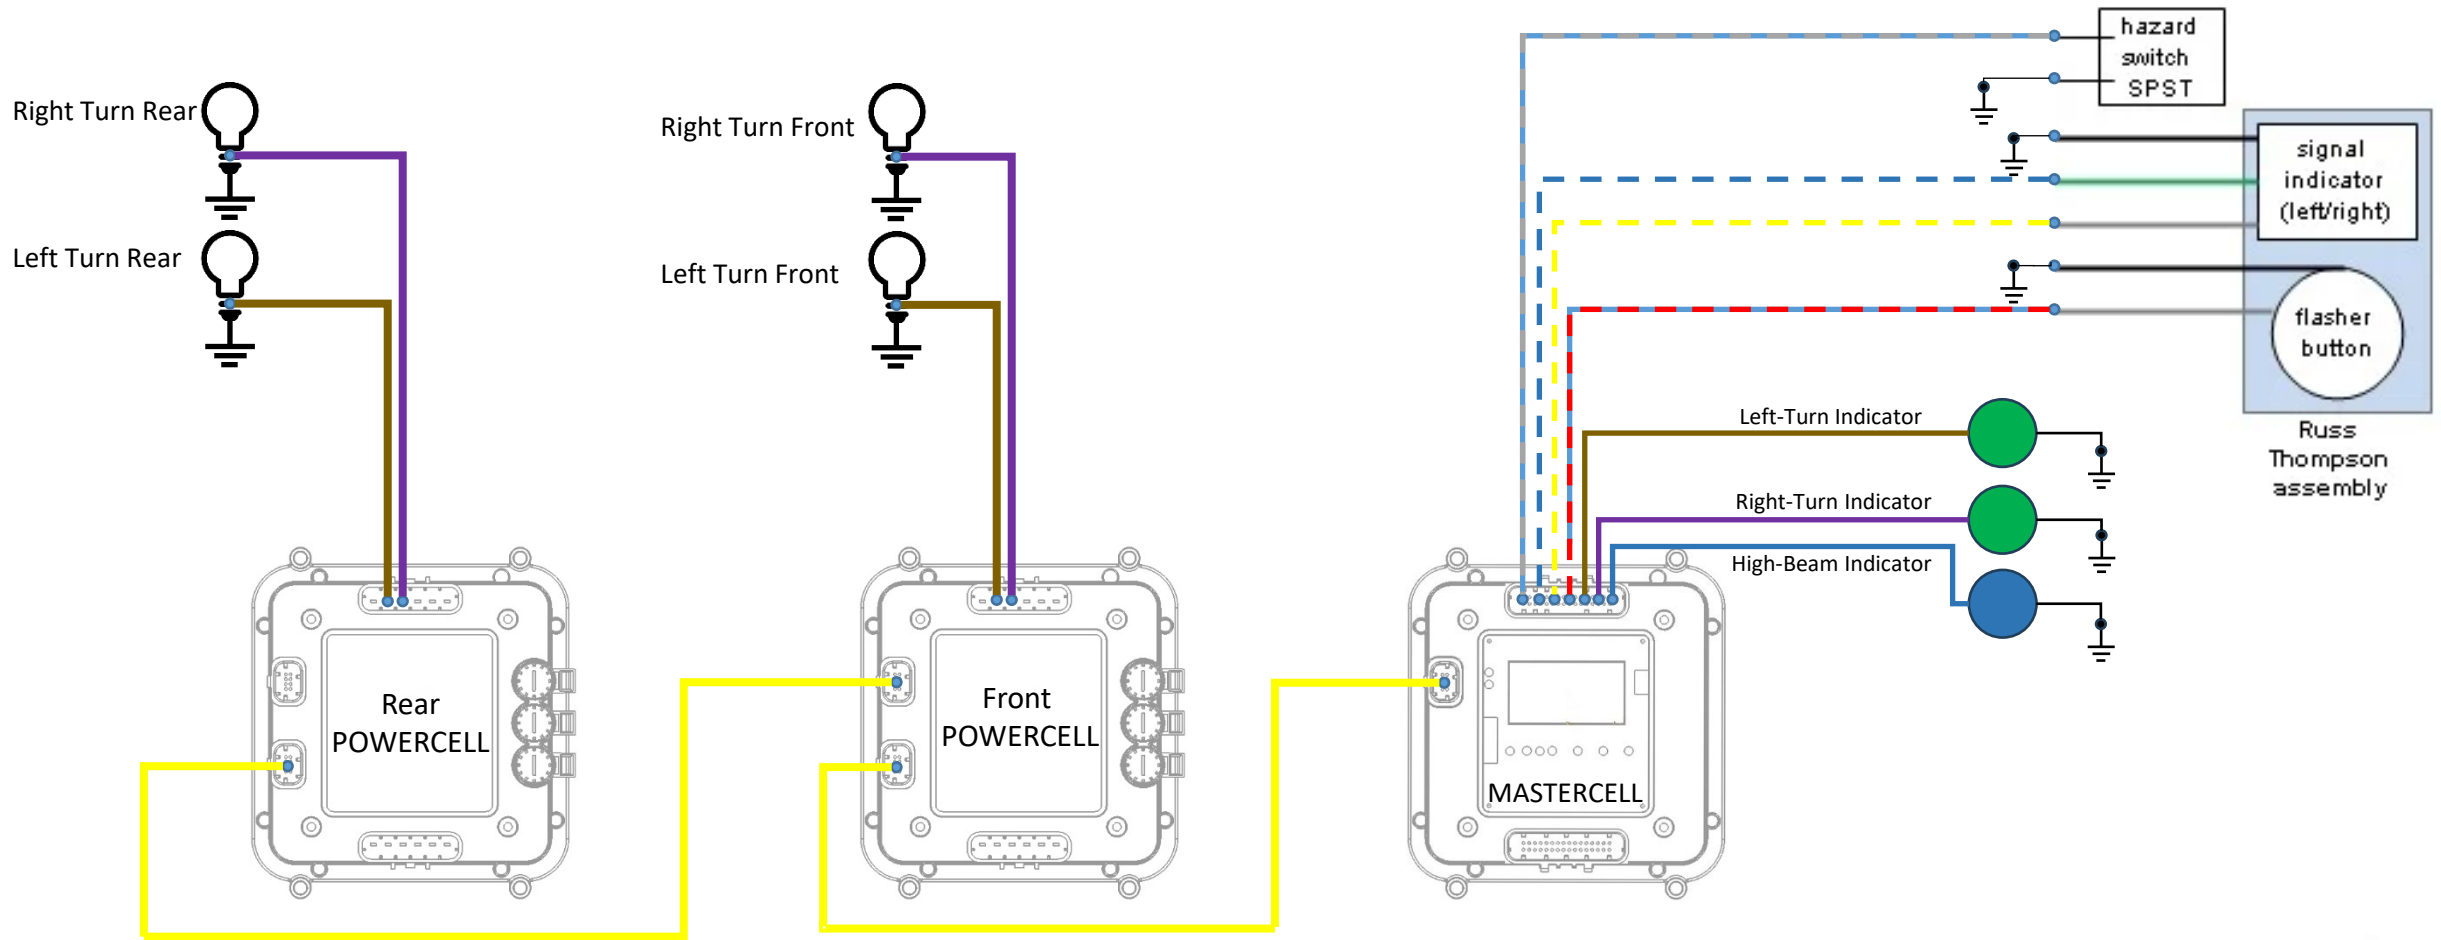 Right Turn Rear
Left Turn Rear
Right Turn Front
Left Turn Front
hazard
switch
SPST
signal
indicator
(left/right)
flasher
button
Russ
Thompson
assembly
Left-Turn Indicator
Right-Turn Indicator
High-Beam Indicator
Rear
POWERCELL
Front
POWERCELL
MASTERCELL